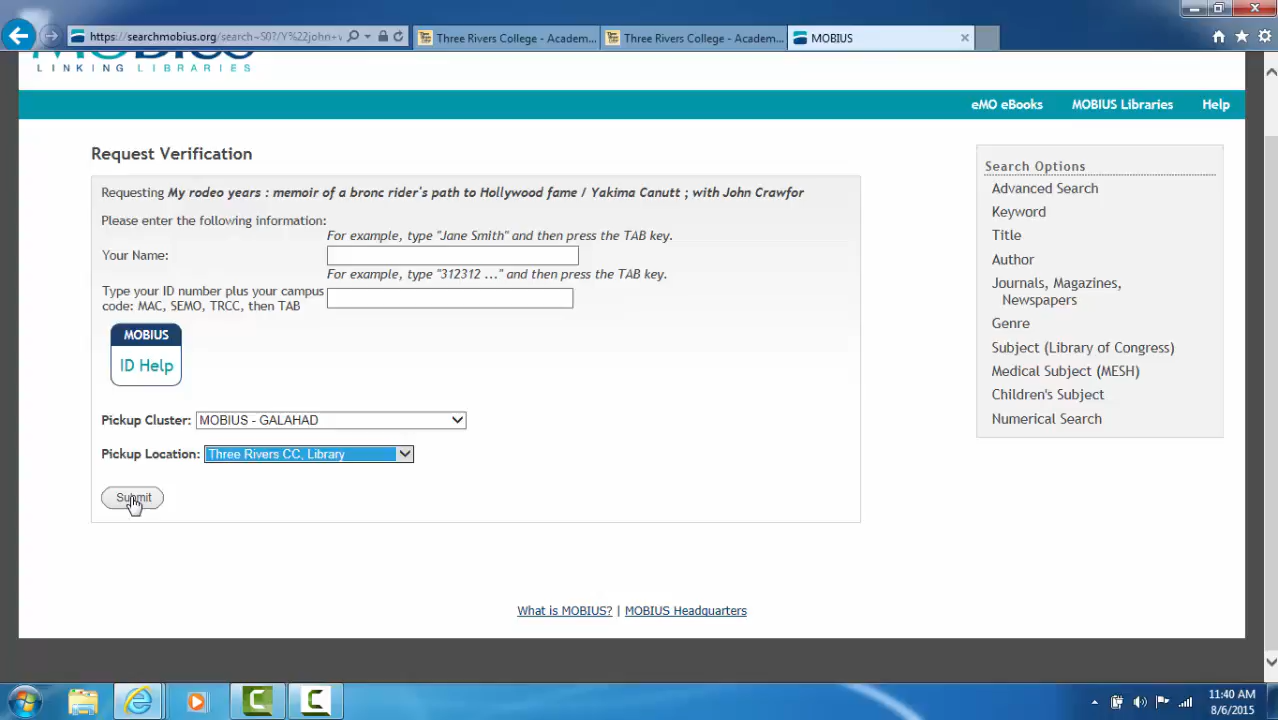 https://searchmobius.org/search~S0?/Y%22john+
Three Rivers College - Academ...
Three Rivers College - Academ...
MOBIUS
LINKING LIBRARIES
eMO eBooks
MOBIUS Libraries
Help
Request Verification
Requesting My rodeo years : memoir of a bronc rider's path to Hollywood fame / Yakima Canutt ; with John Crawfor
Please enter the following information:
For example, type "Jane Smith" and then press the TAB key.
Your Name:
For example, type "312312 ..." and then press the TAB key.
Type your ID number plus your campus
code: MAC, SEMO, TRCC, then TAB
MOBIUS
ID Help
Pickup Cluster: MOBIUS - GALAHAD
Pickup Location: Three Rivers CC, Library
Submit
Search Options
Advanced Search
Keyword
Title
Author
Journals, Magazines,
Newspapers
Genre
Subject (Library of Congress)
Medical Subject (MESH)
Children's Subject
Numerical Search
What is MOBIUS? | MOBIUS Headquarters
11:40 AM
8/6/2015